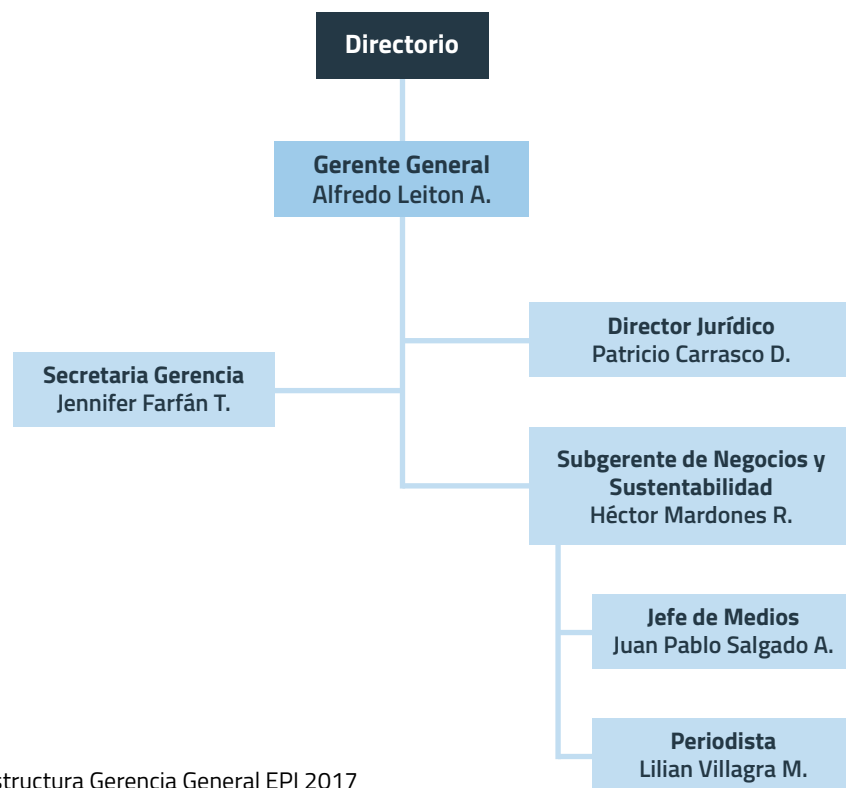 Directorio
Gerente General
Alfredo Leiton A.
Director Jurídico
Patricio Carrasco D.
Secretaria Gerencia
Jennifer Farfán T.
Subgerente de Negocios y
Sustentabilidad
Héctor Mardones R.
Jefe de Medios
Juan Pablo Salgado A.
Periodista
Lilian Villagra M.
structura Gerencia General EPI 2017